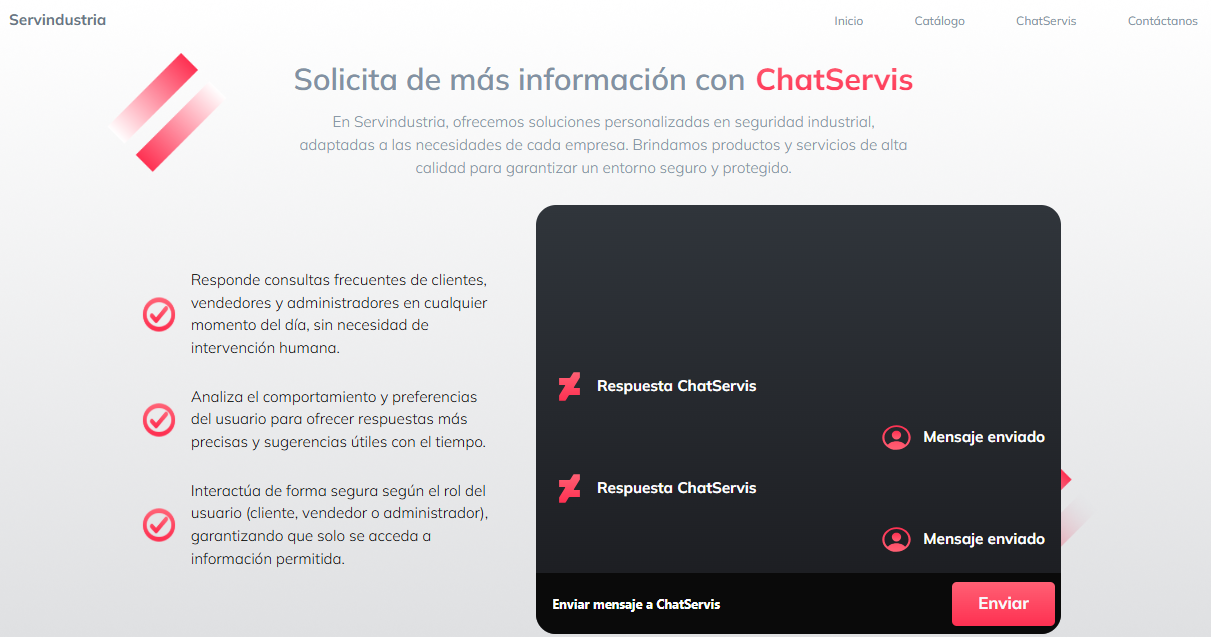 Servindustria
Inicio
Catálogo
ChatServis
Contáctanos
Solicita de más información con ChatServis
En Servindustria, ofrecemos soluciones personalizadas en seguridad industrial,
adaptadas a las necesidades de cada empresa. Brindamos productos y servicios de alta
calidad para garantizar un entorno seguro y protegido.
Responde consultas frecuentes de clientes,
vendedores y administradores en cualquier
momento del día, sin necesidad de
intervención humana.
Analiza el comportamiento y preferencias
del usuario para ofrecer respuestas más
precisas y sugerencias útiles con el tiempo.
Interactúa de forma segura según el rol del
usuario (cliente, vendedor o administrador),
garantizando que solo se acceda a
información permitida.
Respuesta ChatServis
Mensaje enviado
Respuesta ChatServis
Mensaje enviado
Enviar mensaje a ChatServis
Enviar